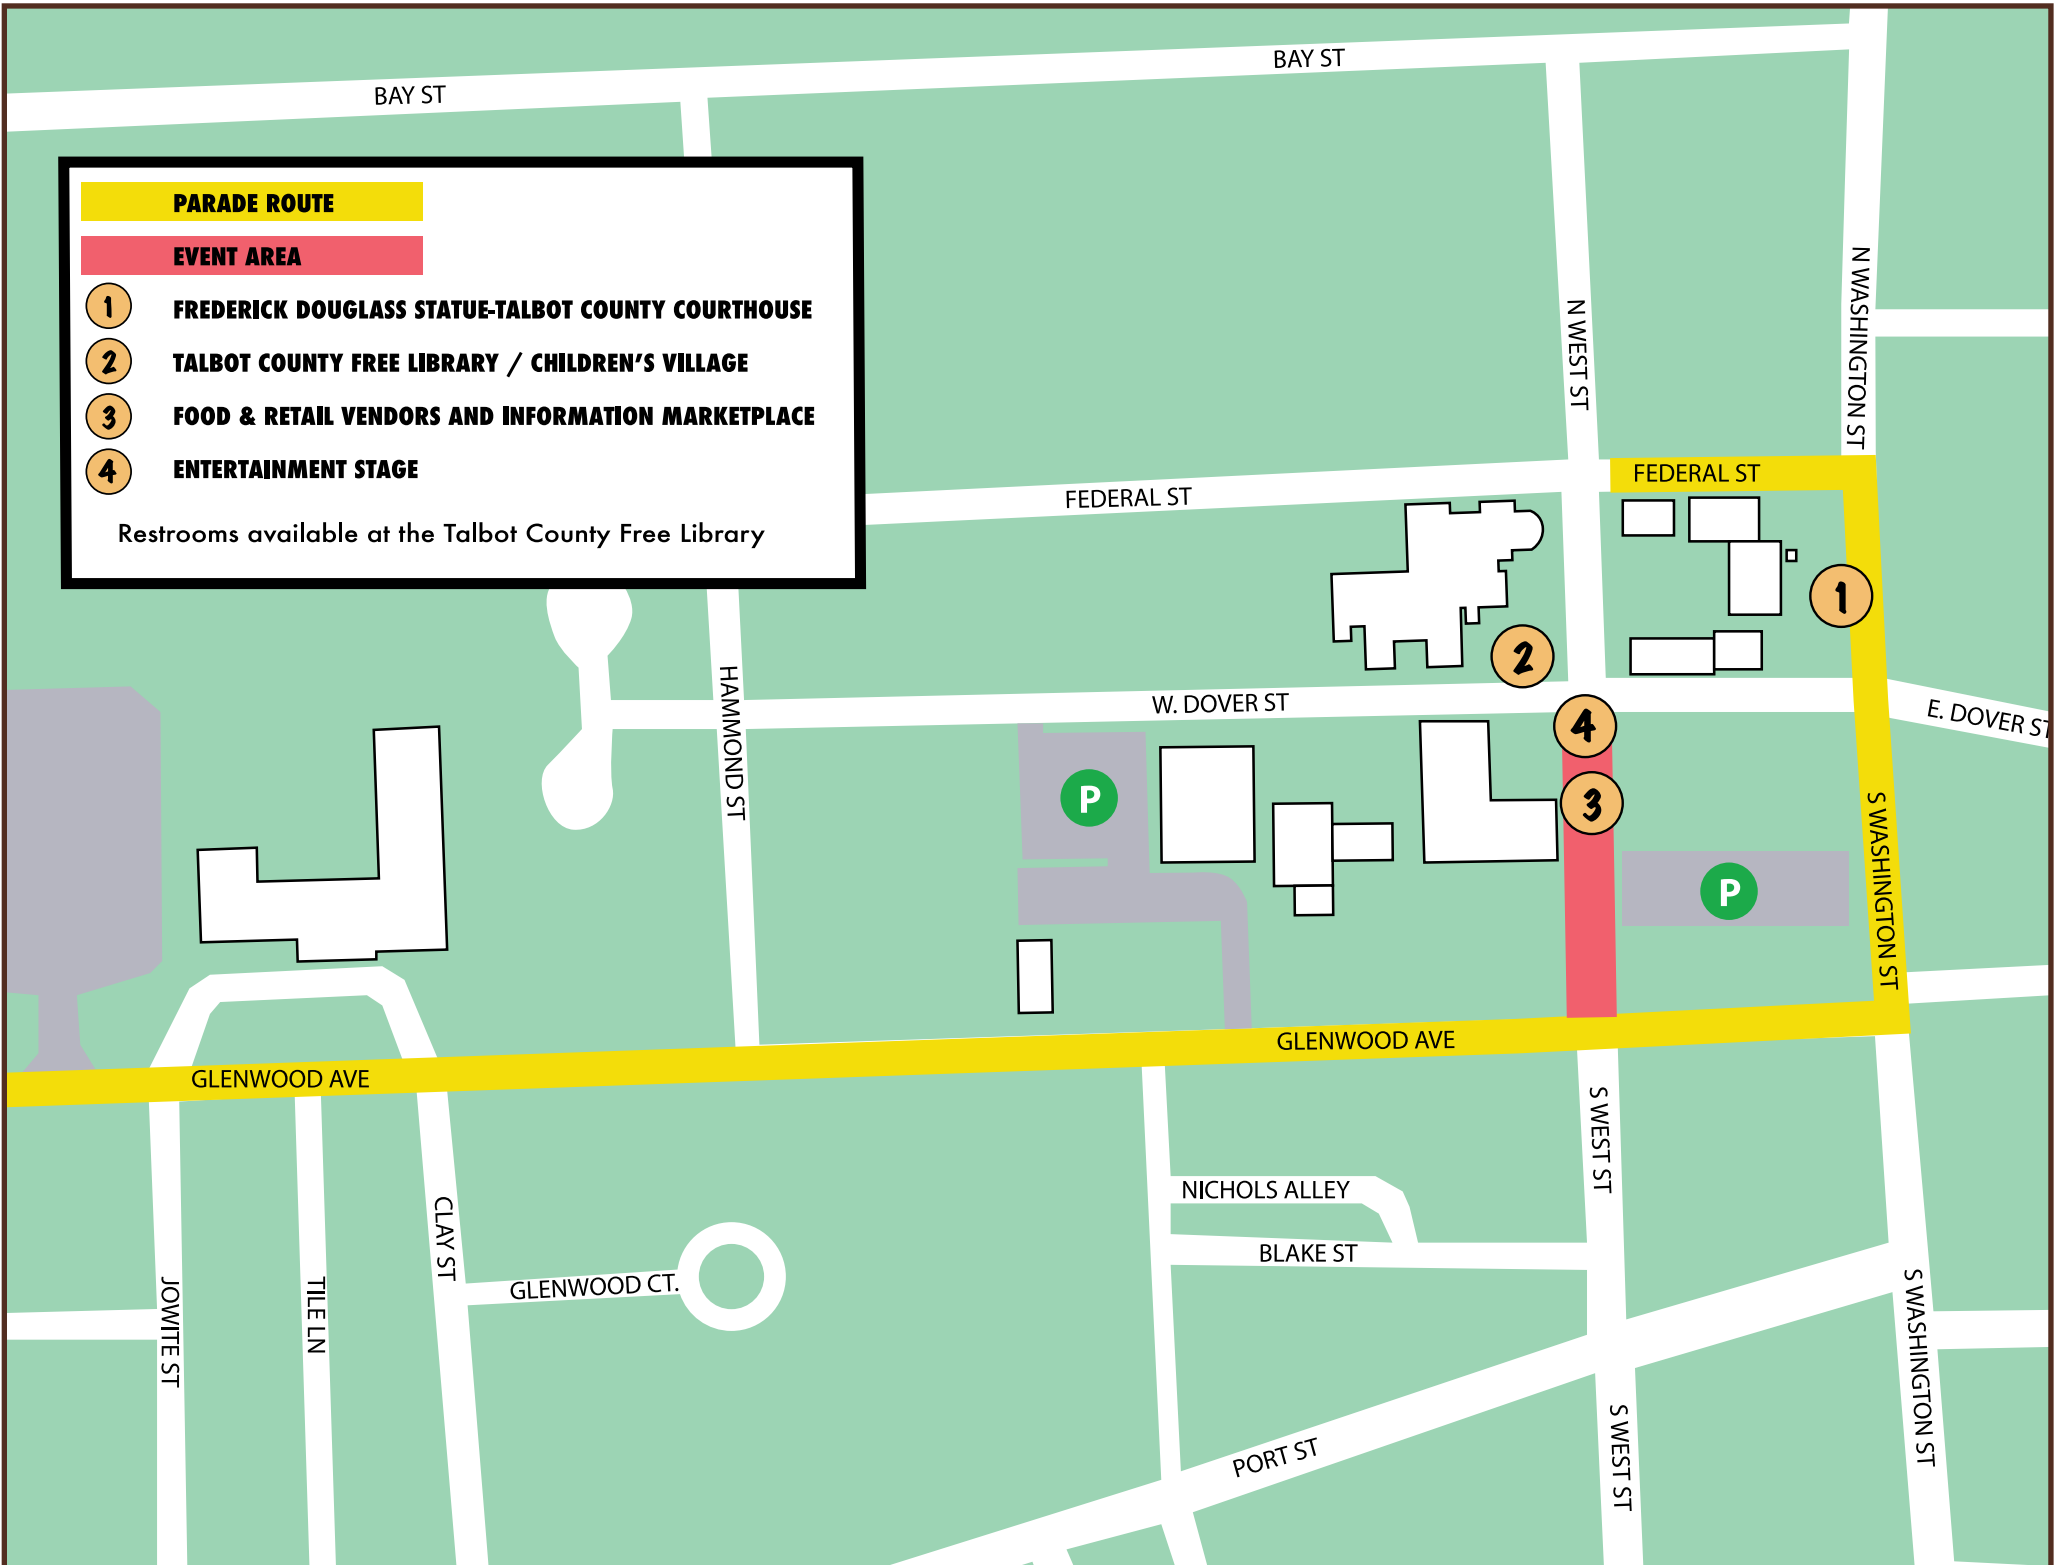 BAY ST
BAY ST
PARADE ROUTE
EVENT AREA
1 FREDERICK DOUGLASS STATUE-TALBOT COUNTY COURTHOUSE
2 TALBOT COUNTY FREE LIBRARY / CHILDREN'S VILLAGE
3 FOOD & RETAIL VENDORS AND INFORMATION MARKETPLACE
4 ENTERTAINMENT STAGE
Restrooms available at the Talbot County Free Library
N WEST ST
N WASHINGTON ST
FEDERAL ST
FEDERAL ST
1
2
HAMMOND ST
W. DOVER ST
E. DOVER ST
4
3
P
P
S WASHINGTON ST
GLENWOOD AVE
GLENWOOD AVE
S WEST ST
NICHOLS ALLEY
BLAKE ST
CLAY ST
GLENWOOD CT.
JOWITE ST
TILE LN
S WASHINGTON ST
PORT ST
S WEST ST